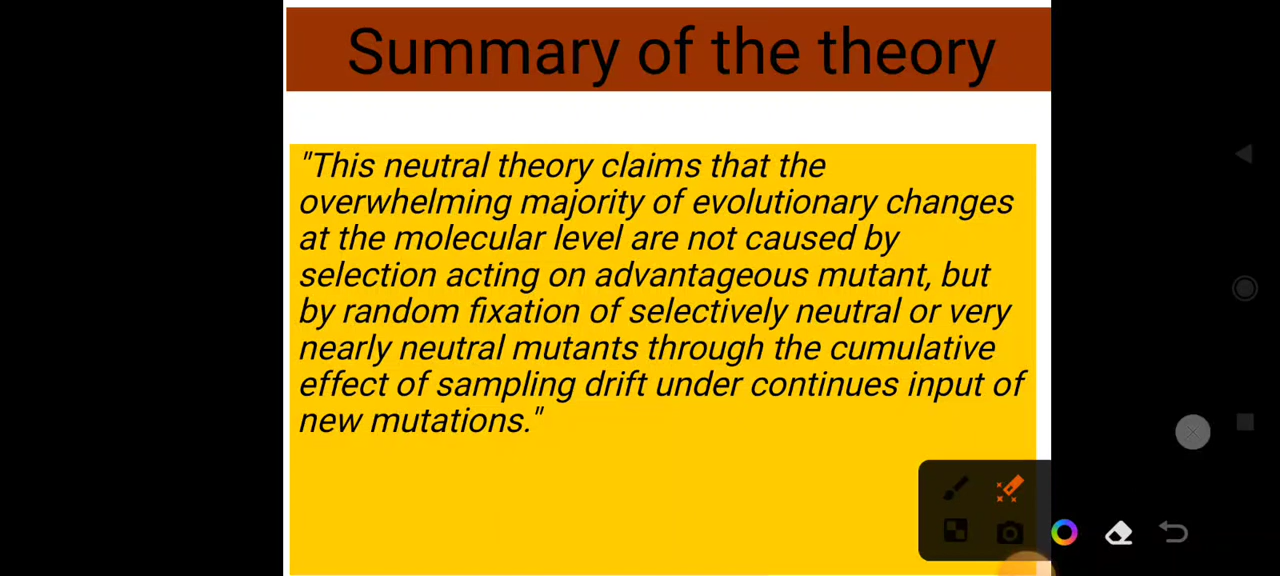 Summary of the theory
"This neutral theory claims that the
overwhelming majority of evolutionary changes
at the molecular level are not caused by
selection acting on advantageous mutant, but
by random fixation of selectively neutral or very
nearly neutral mutants through the cumulative
effect of sampling drift under continues input of
new mutations."